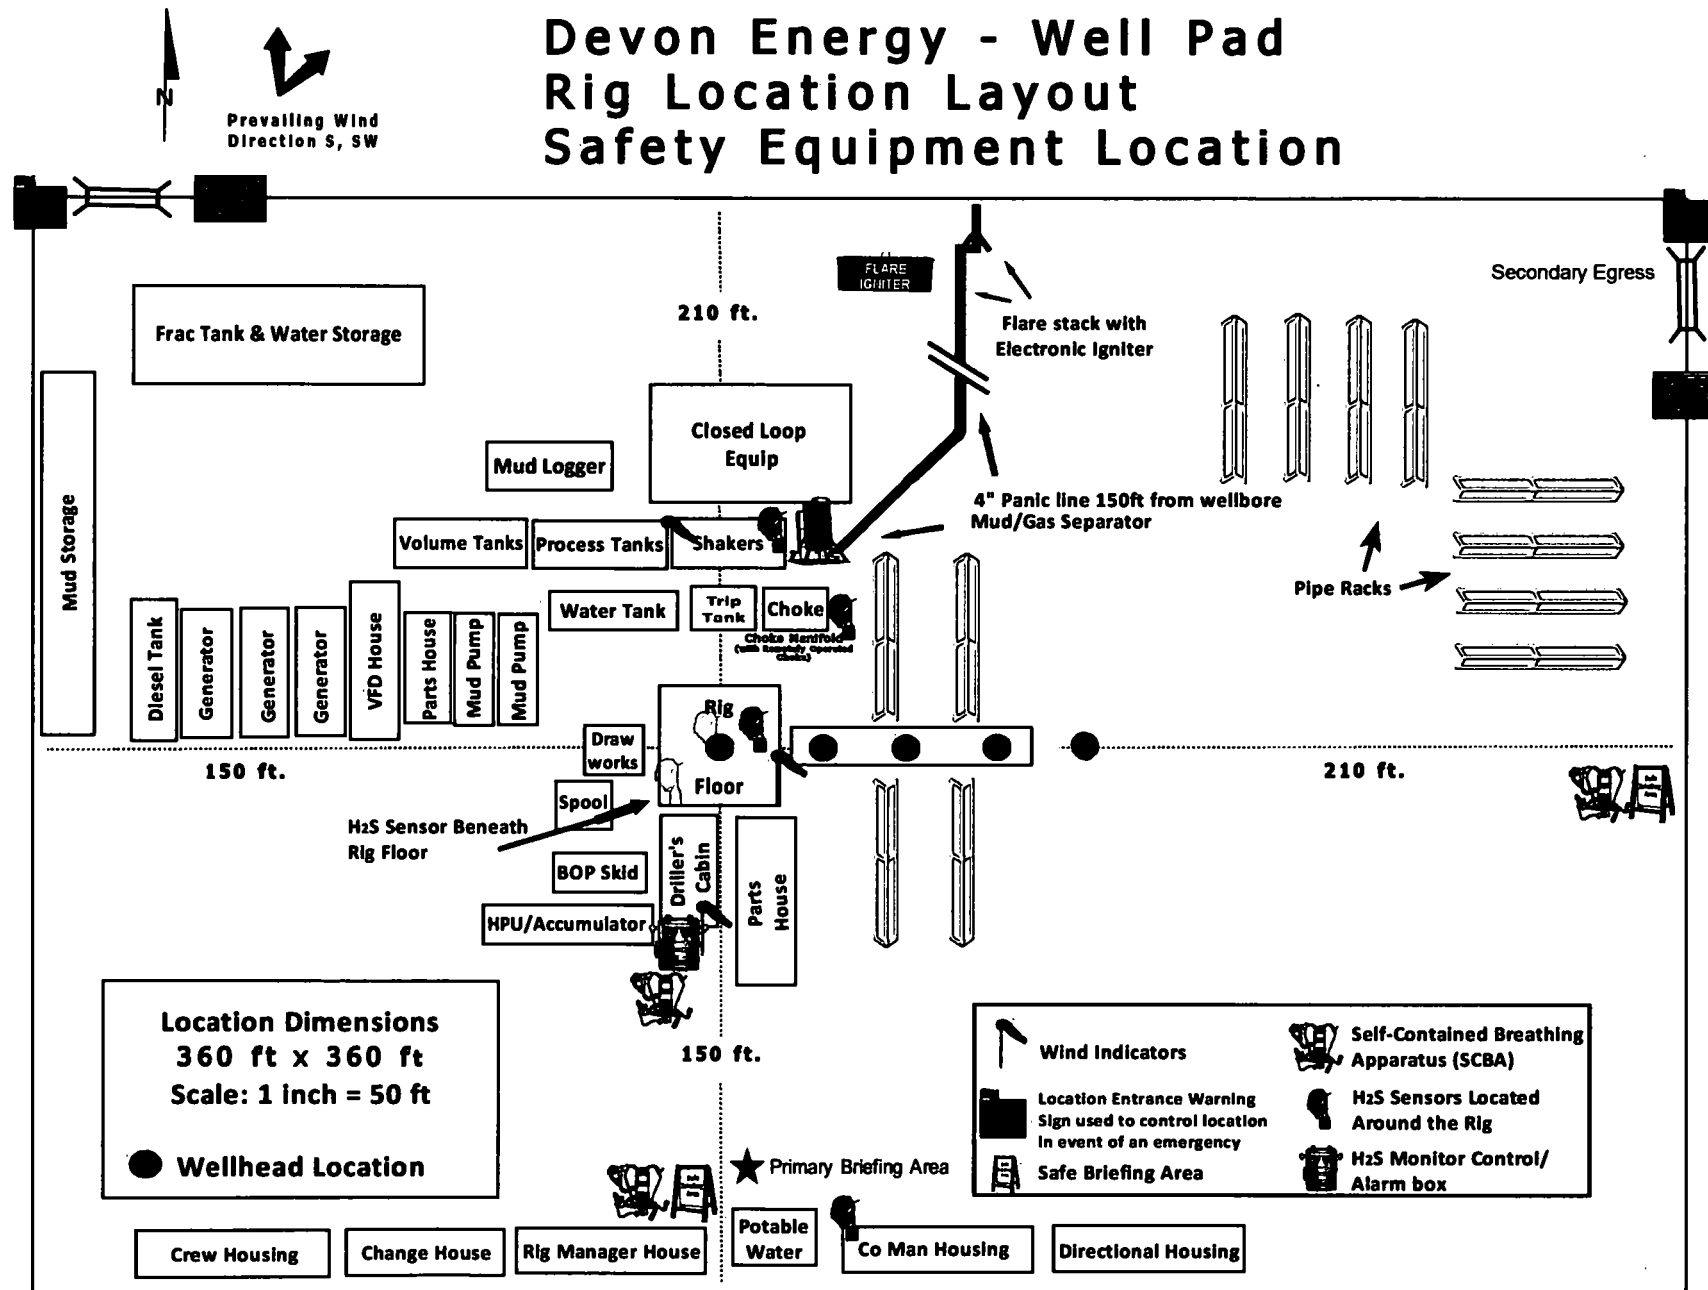 Devon Energy - Well Pad
Rig Location Layout
Safety Equipment Location
N
Prevailing Wind
Direction S, SW
Secondary Egress
FLARE
IGNITER
210 ft.
Flare stack with
Electronic Igniter
Frac Tank & Water Storage
Closed Loop
Equip
Mud Logger
4" Panic line 150ft from wellbore
Mud/Gas Separator
Mud Storage
Volume Tanks
Process Tanks
Shakers
Pipe Racks
Water Tank
Trip
Tank
Choke
Choke Manifold
(with Remotely Operated
Choke)
Diesel Tank
Generator
Generator
Generator
VFD House
Parts House
Mud Pump
Mud Pump
Rig
Floor
Draw
works
150 ft.
210 ft.
Spool
H2S Sensor Beneath
Rig Floor
BOP Skid
Driller's
Cabin
Parts
House
HPU/Accumulator
Location Dimensions
360 ft x 360 ft
Scale: 1 inch = 50 ft
Wellhead Location
150 ft.
Wind Indicators
Location Entrance Warning
Sign used to control location
in event of an emergency
Safe Briefing Area
Self-Contained Breathing
Apparatus (SCBA)
H2S Sensors Located
Around the Rig
H2S Monitor Control/
Alarm box
Primary Briefing Area
Crew Housing
Change House
Rig Manager House
Potable
Water
Co Man Housing
Directional Housing